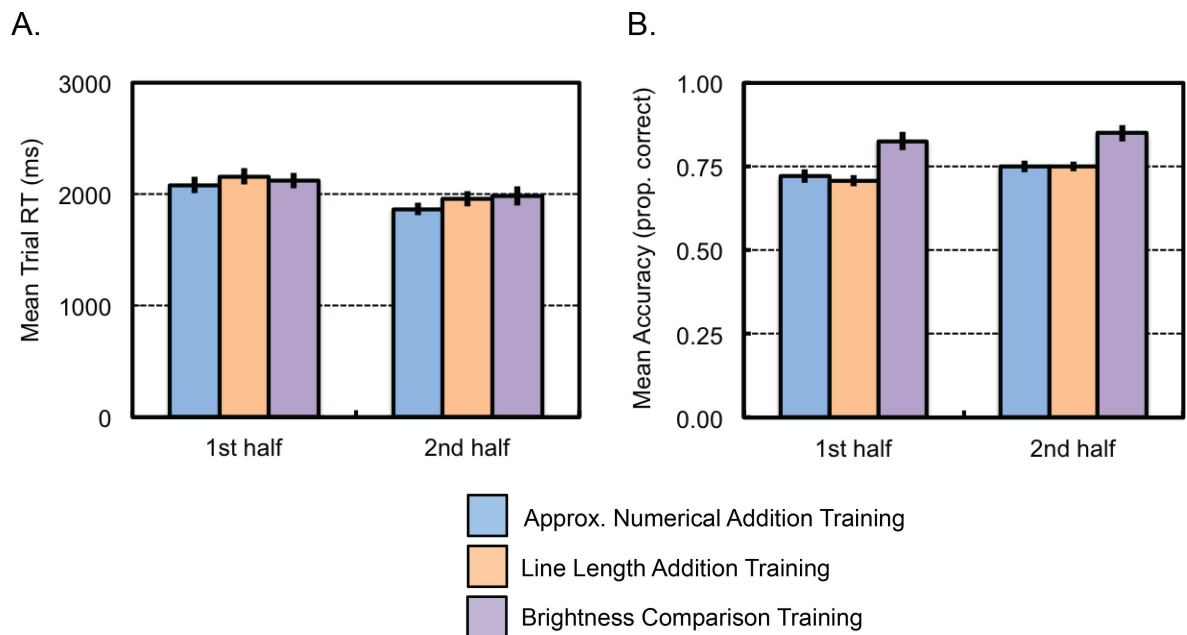 A.
B.
3000
2000
1000
0
Mean Trial RT (ms)
1st half
2nd half
1.00
0.75
0.50
0.25
0.00
Mean Accuracy (prop. correct)
1st half
2nd half
Approx. Numerical Addition Training
Line Length Addition Training
Brightness Comparison Training